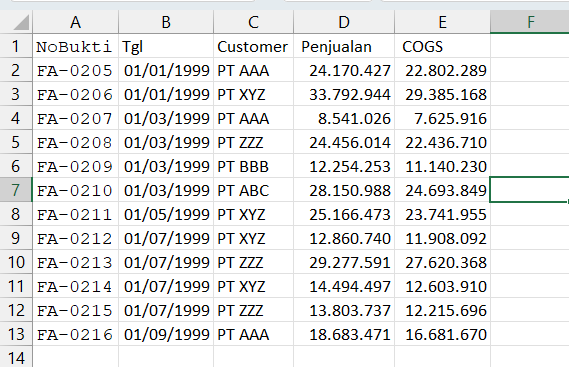 A B C D E F
1 NoBukti Tgl Customer Penjualan COGS
2 FA-0205 01/01/1999 PT AAA 24.170.427 22.802.289
3 FA-0206 01/01/1999 PT XYZ 33.792.944 29.385.168
4 FA-0207 01/03/1999 PT AAA 8.541.026 7.625.916
5 FA-0208 01/03/1999 PT ZZZ 24.456.014 22.436.710
6 FA-0209 01/03/1999 PT BBB 12.254.253 11.140.230
7 FA-0210 01/03/1999 PT ABC 28.150.988 24.693.849
8 FA-0211 01/05/1999 PT XYZ 25.166.473 23.741.955
9 FA-0212 01/07/1999 PT XYZ 12.860.740 11.908.092
10 FA-0213 01/07/1999 PT ZZZ 29.277.591 27.620.368
11 FA-0214 01/07/1999 PT XYZ 14.494.497 12.603.910
12 FA-0215 01/07/1999 PT ZZZ 13.803.737 12.215.696
13 FA-0216 01/09/1999 PT AAA 18.683.471 16.681.670
14